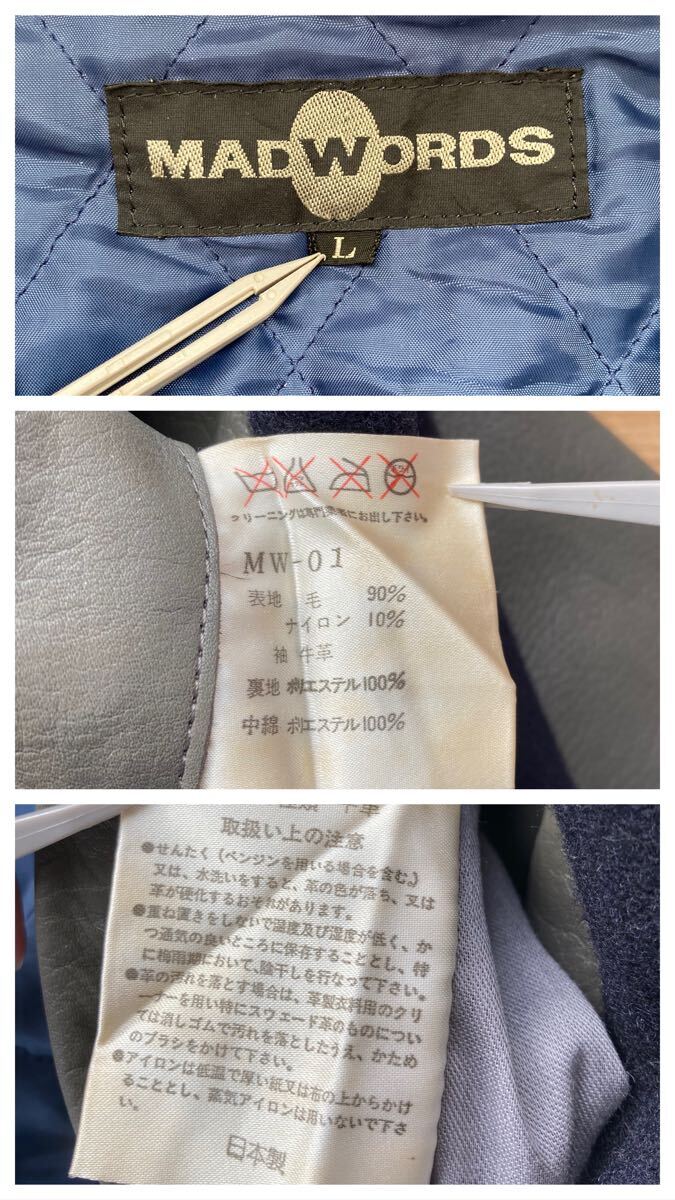 MADWORDS
L
クリーニングは専門業者にお出し下さい。
MW-01
表地 毛 90%
ナイロン 10%
袖 牛革
裏地 ポリエステル100%
中綿 ポリエステル100%
種類 牛革
取扱い上の注意
●せんたく（ベンジンを用いる場合を含む。）
又は、水洗いをすると、革の色が落ち、又は
革が硬化するおそれがあります。
●重ね置きをしないで温度及び湿度が低く、か
つ通気の良いところに保存することとし、特
に梅雨期において、陰干しを行なって下さい。
●革の汚れを落とす場合は、革製衣料用のクリ
ーナーを用い特にスウェード革のものについ
ては消しゴムで汚れを落としたうえ、かため
のブラシをかけて下さい。
●アイロンは低温で厚い紙又は布の上からかけ
ることとし、蒸気アイロンは用いないで下さ
い。
日本製